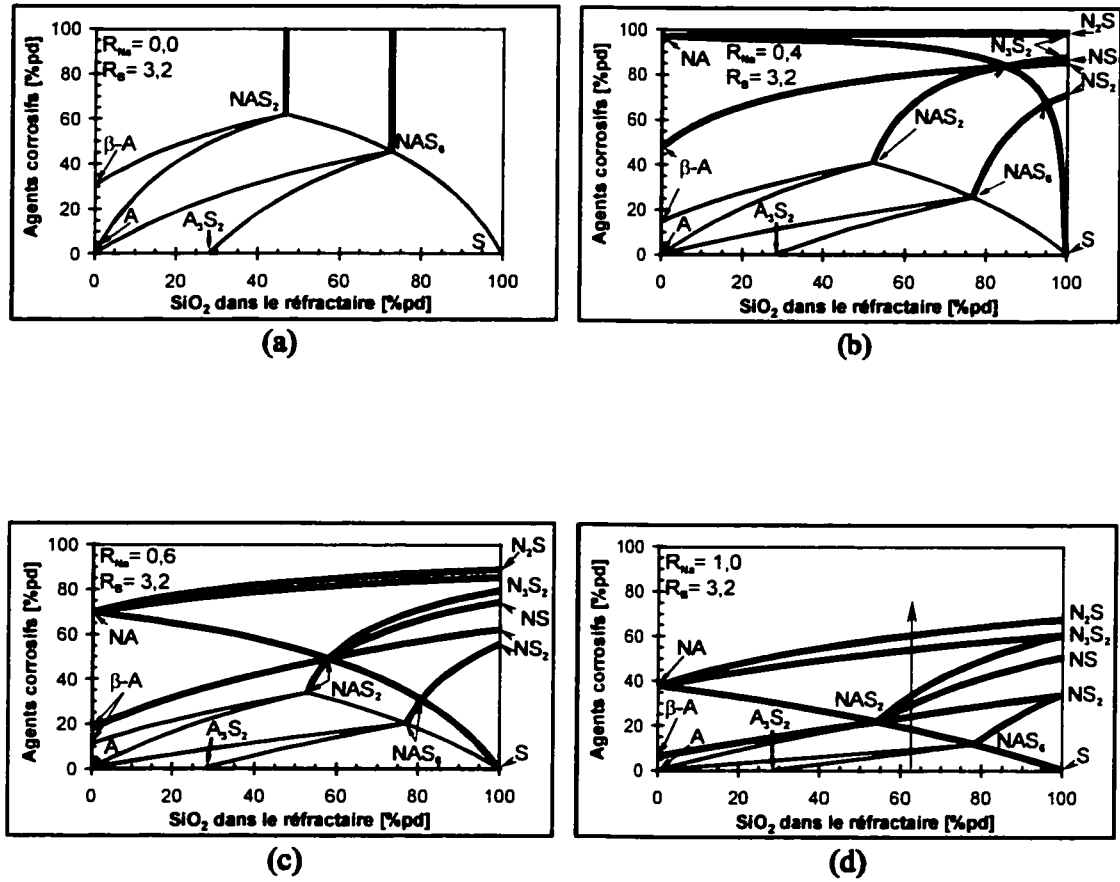 100
80
60
40
20
0
Agents corrosifs [%pd]
R_Na = 0,0
R_B = 3,2
NAS₂
NAS₆
β-A
A
A₃S₂
S
0 20 40 60 80 100
SiO₂ dans le réfractaire [%pd]
(a)
100
80
60
40
20
0
Agents corrosifs [%pd]
NA
R_Na = 0,4
R_B = 3,2
N₂S
N₃S₂
NS
NS₂
NAS₂
NAS₆
β-A
A
A₃S₂
S
0 20 40 60 80 100
SiO₂ dans le réfractaire [%pd]
(b)
100
80
60
40
20
0
Agents corrosifs [%pd]
R_Na = 0,6
R_B = 3,2
N₂S
N₃S₂
NS
NS₂
NA
β-A
A
A₃S₂
NAS₂
NAS₆
S
0 20 40 60 80 100
SiO₂ dans le réfractaire [%pd]
(c)
100
80
60
40
20
0
Agents corrosifs [%pd]
R_Na = 1,0
R_B = 3,2
N₂S
N₃S₂
NS
NS₂
NA
β-A
A
A₃S₂
NAS₂
NAS₆
S
0 20 40 60 80 100
SiO₂ dans le réfractaire [%pd]
(d)